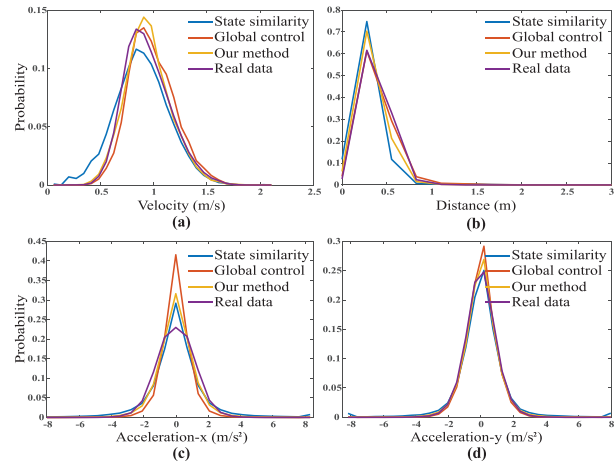 0.15
0.1
0.05
0
Probability
0
0.5
1
1.5
2
2.5
Velocity (m/s)
(a)
State similarity
Global control
Our method
Real data
0.8
0.7
0.6
0.5
0.4
0.3
0.2
0.1
0
0.5
1
1.5
2
2.5
3
Distance (m)
(b)
State similarity
Global control
Our method
Real data
0.45
0.4
0.35
0.3
0.25
0.2
0.15
0.1
0.05
0
Probability
-8
-6
-4
-2
0
2
4
6
8
Acceleration-x (m/s²)
(c)
State similarity
Global control
Our method
Real data
0.3
0.25
0.2
0.15
0.1
0.05
0
-8
-6
-4
-2
0
2
4
6
8
Acceleration-y (m/s²)
(d)
State similarity
Global control
Our method
Real data